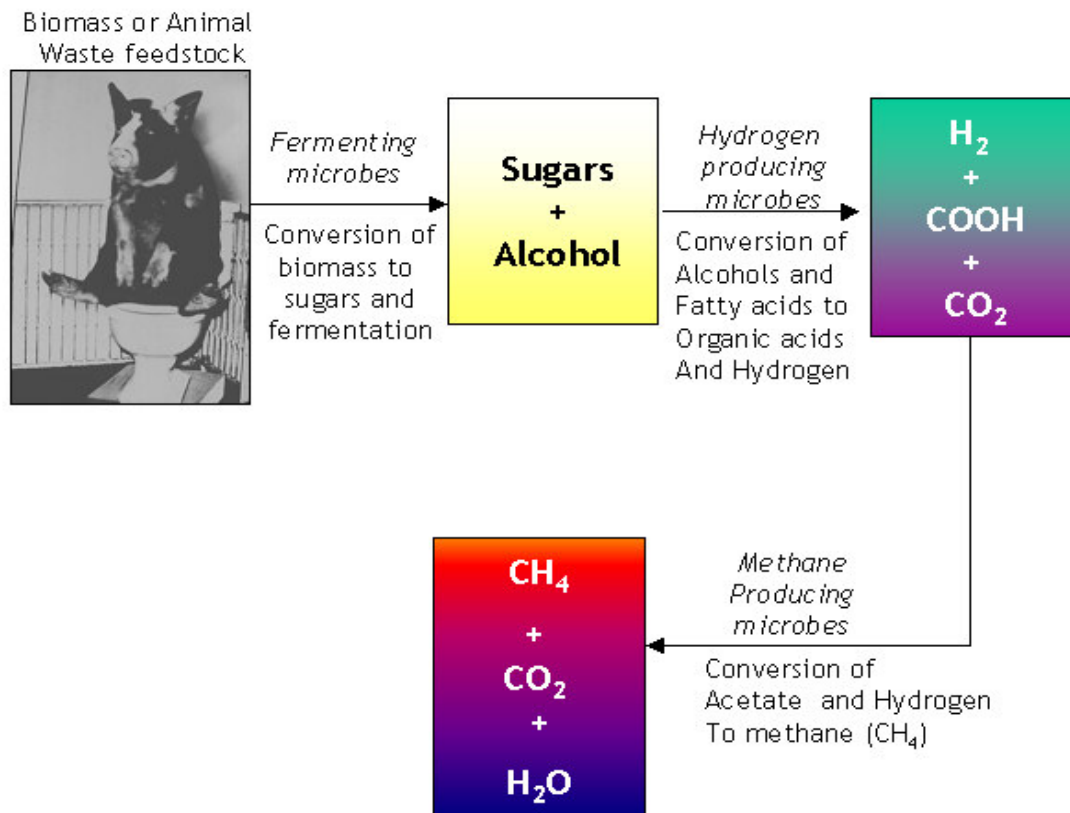 Biomass or Animal
Waste feedstock
Fermenting
microbes
Conversion of
biomass to
sugars and
fermentation
Sugars
+
Alcohol
Hydrogen
producing
microbes
Conversion of
Alcohols and
Fatty acids to
Organic acids
And Hydrogen
H₂
+
COOH
+
CO₂
Methane
Producing
microbes
Conversion of
Acetate and Hydrogen
To methane (CH₄)
CH₄
+
CO₂
+
H₂O